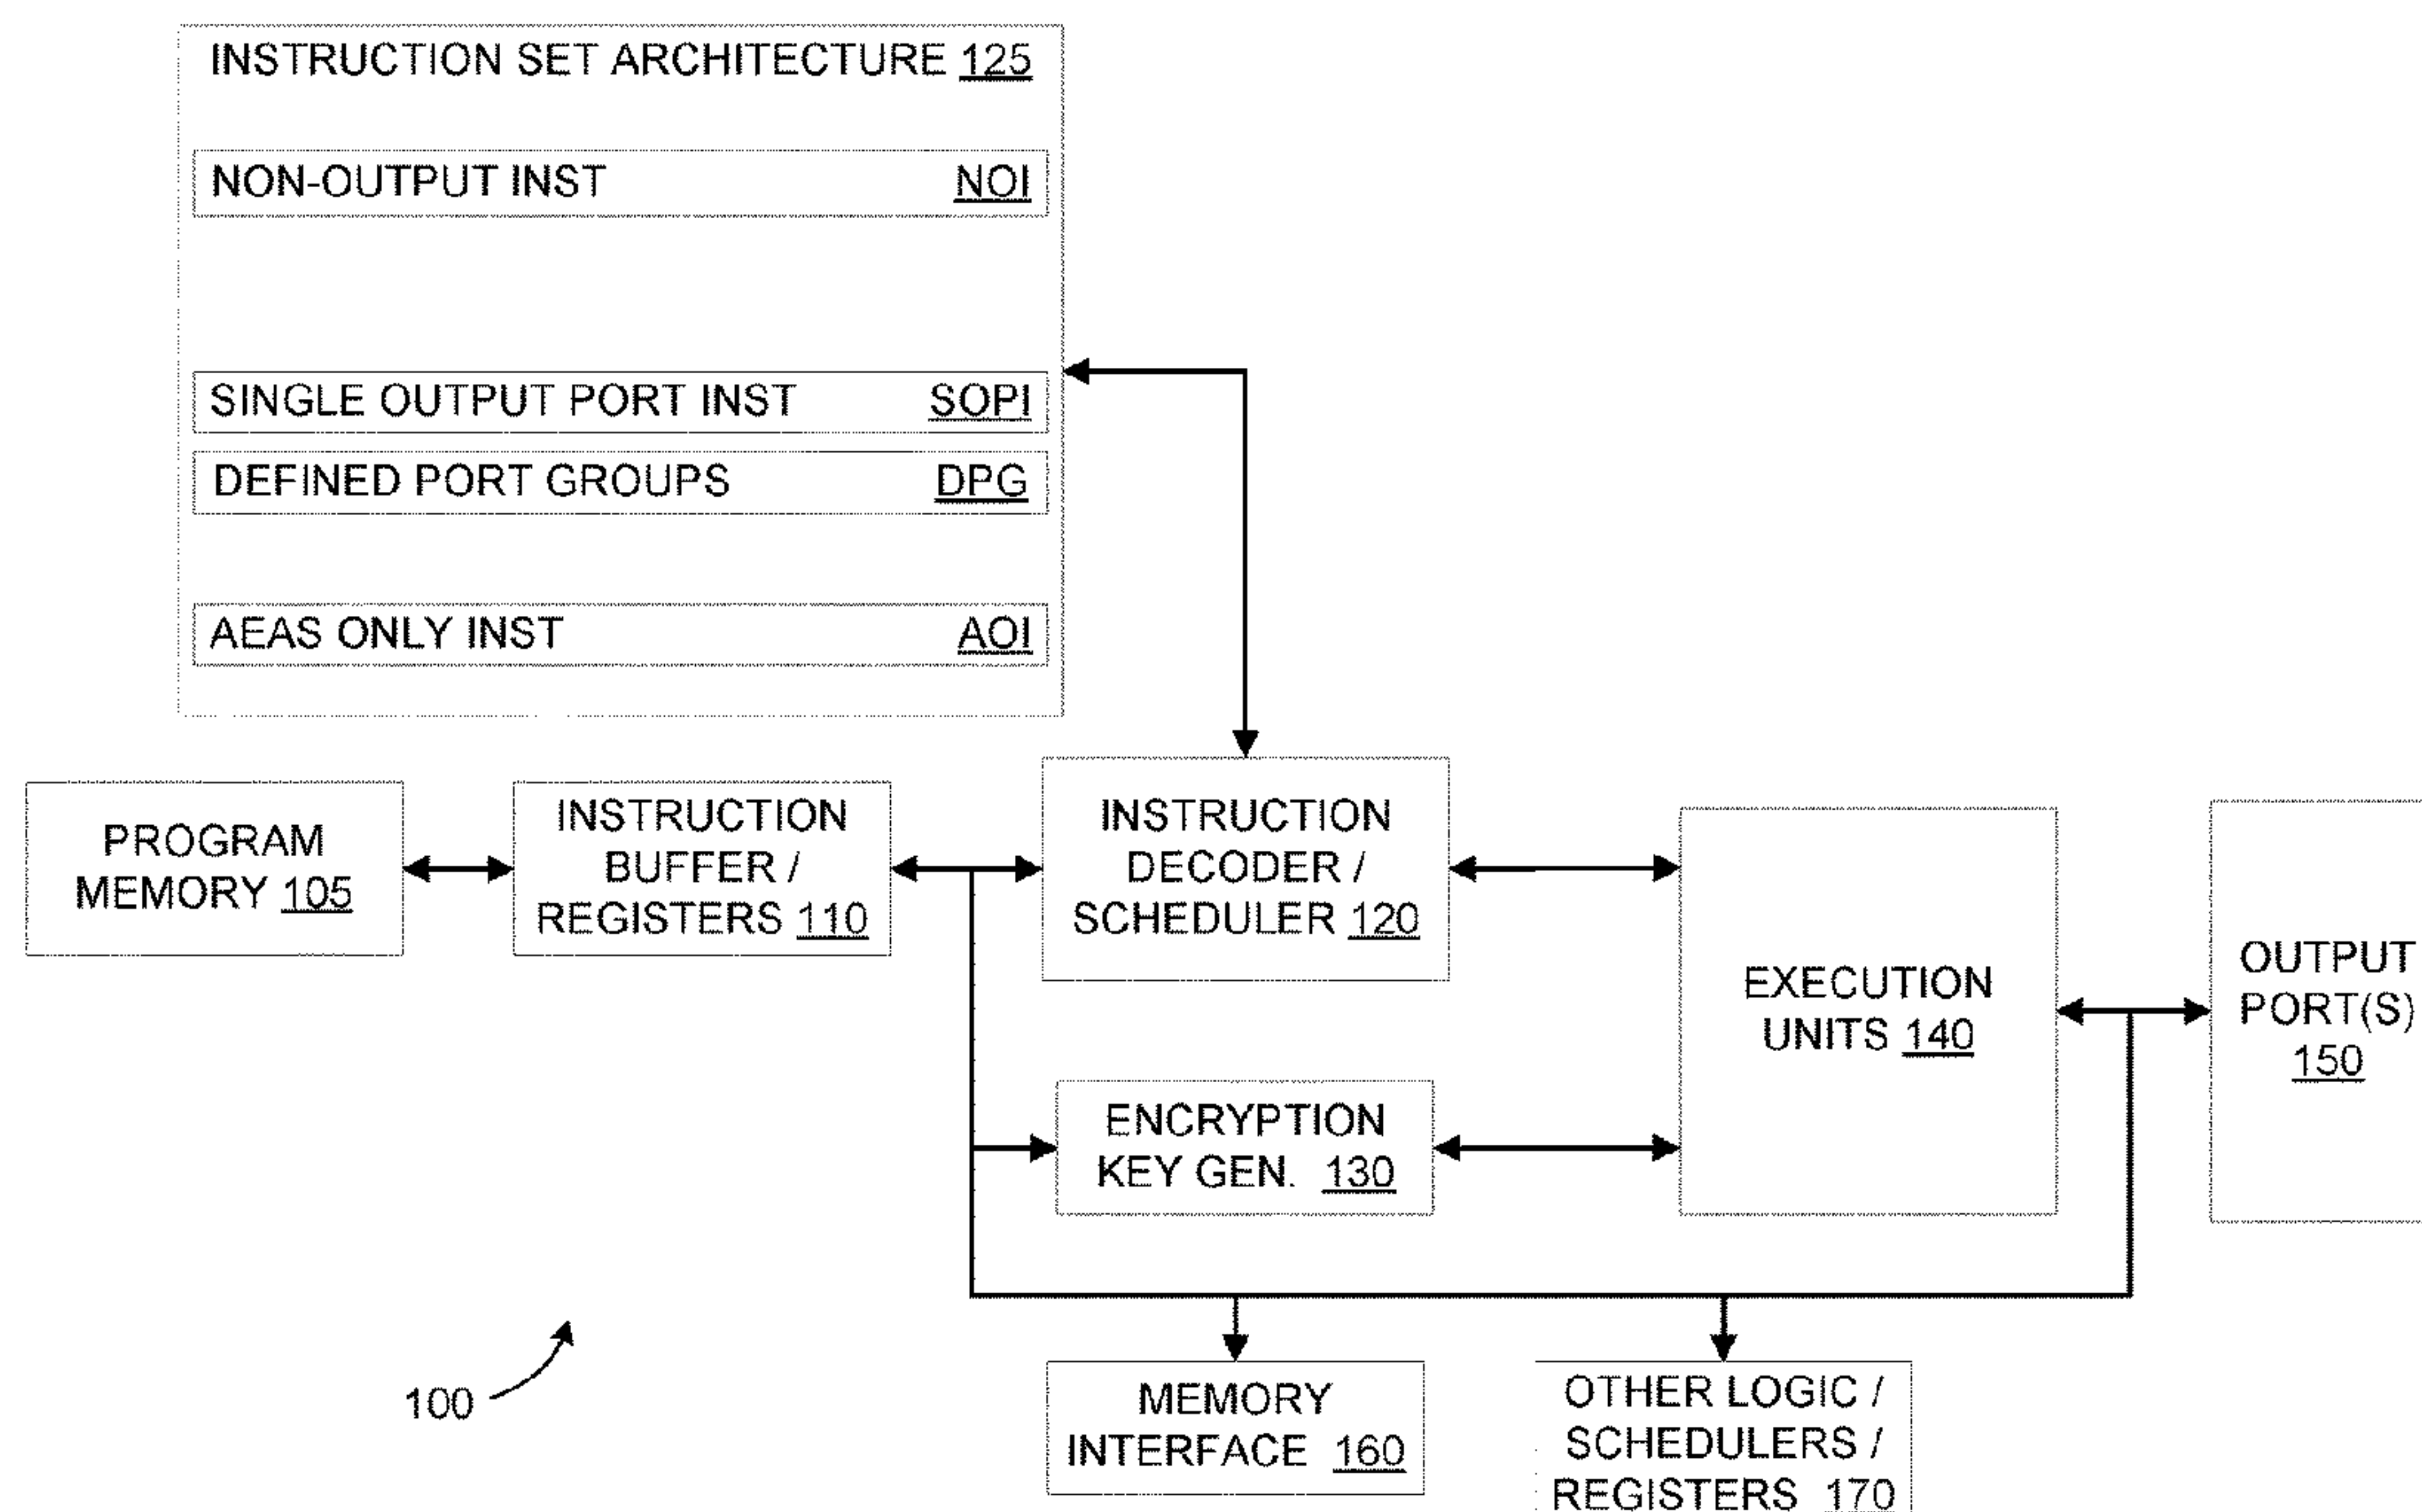 INSTRUCTION SET ARCHITECTURE 125
NON-OUTPUT INST NOI
SINGLE OUTPUT PORT INST SOPI
DEFINED PORT GROUPS DPG
AEAS ONLY INST AOI
PROGRAM
MEMORY 105
INSTRUCTION
BUFFER /
REGISTERS 110
INSTRUCTION
DECODER /
SCHEDULER 120
EXECUTION
UNITS 140
OUTPUT
PORT(S)
150
ENCRYPTION
KEY GEN. 130
100
MEMORY
INTERFACE 160
OTHER LOGIC /
SCHEDULERS /
REGISTERS 170